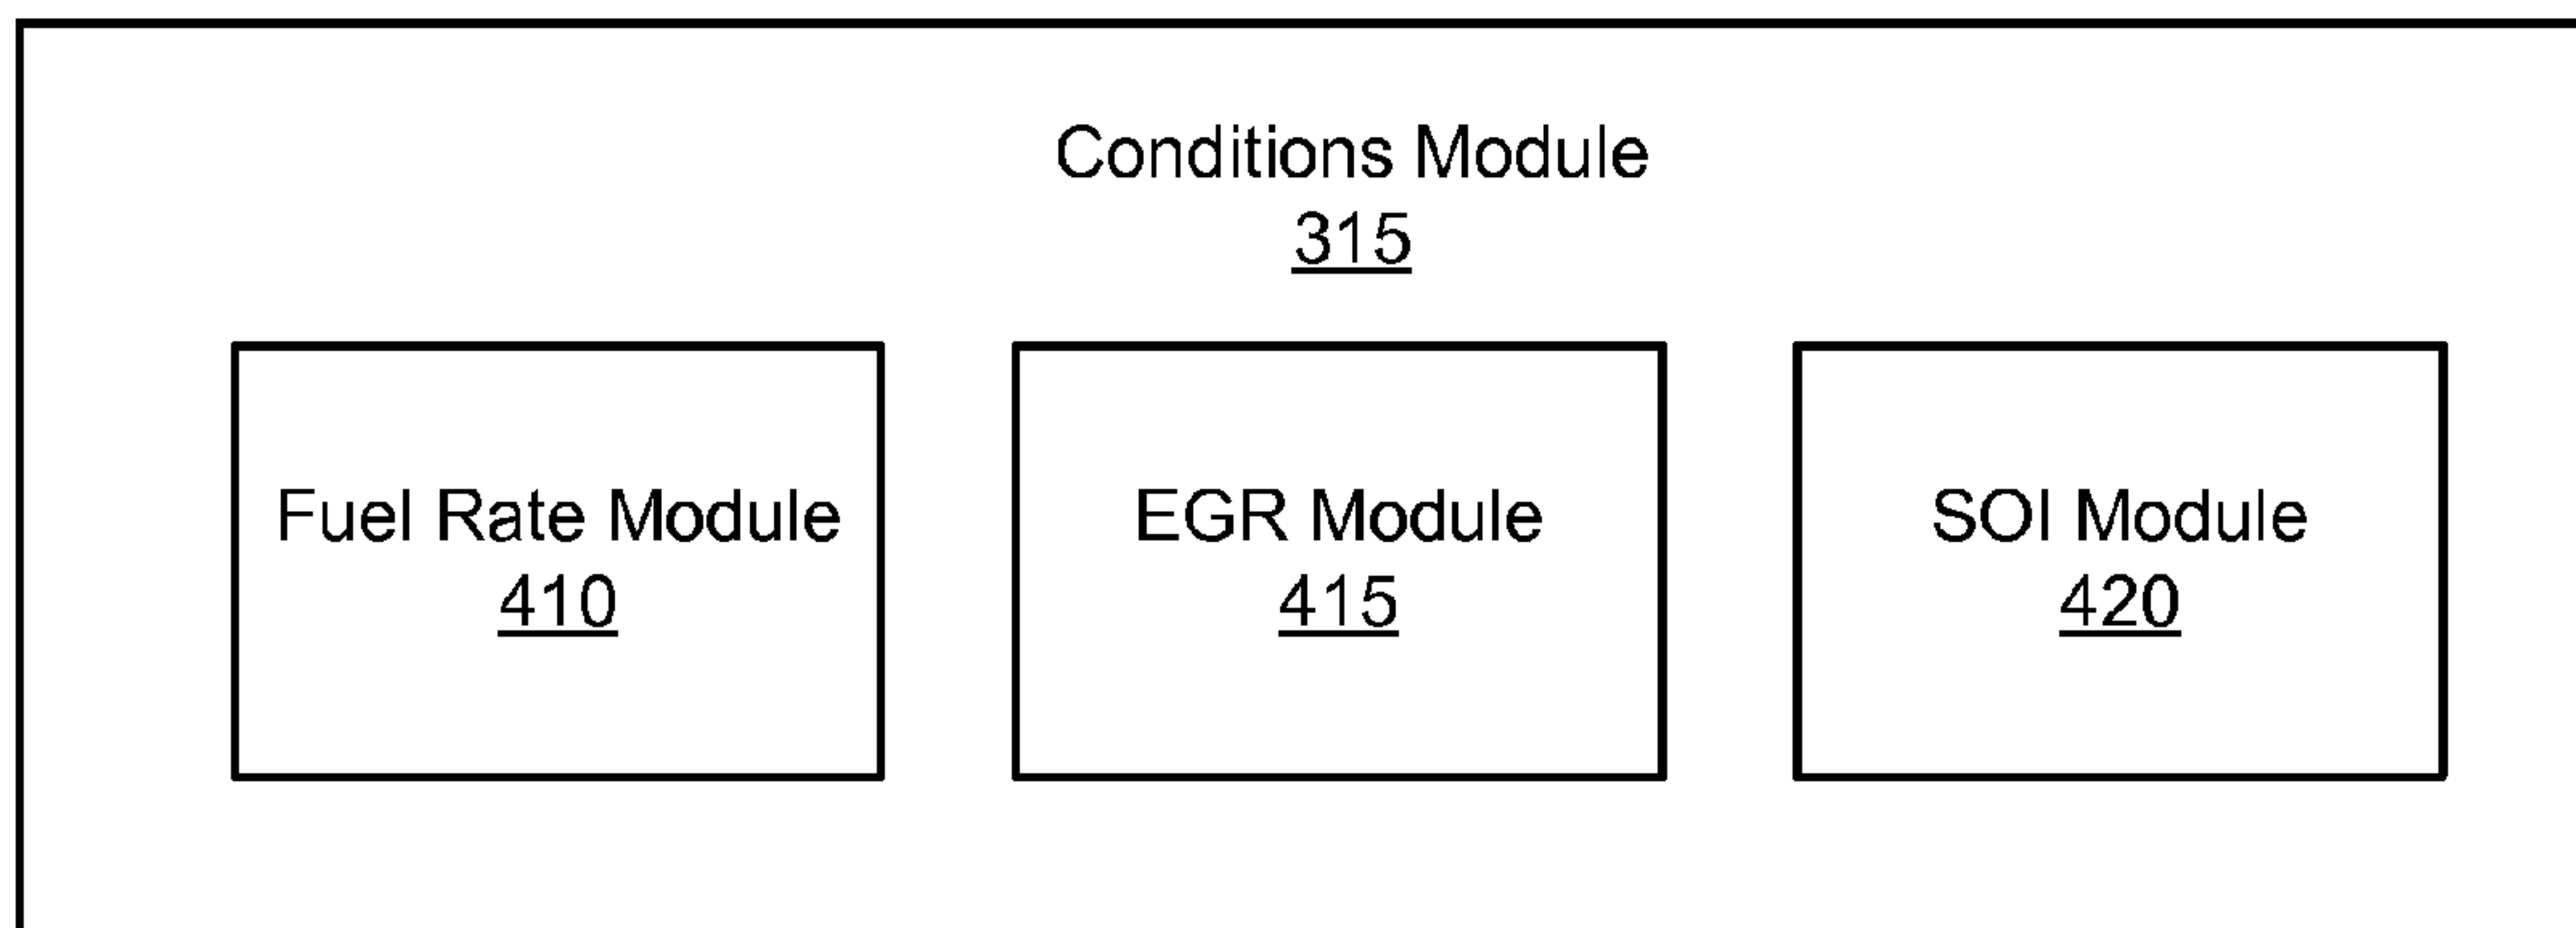 Conditions Module
315
Fuel Rate Module
410
EGR Module
415
SOI Module
420